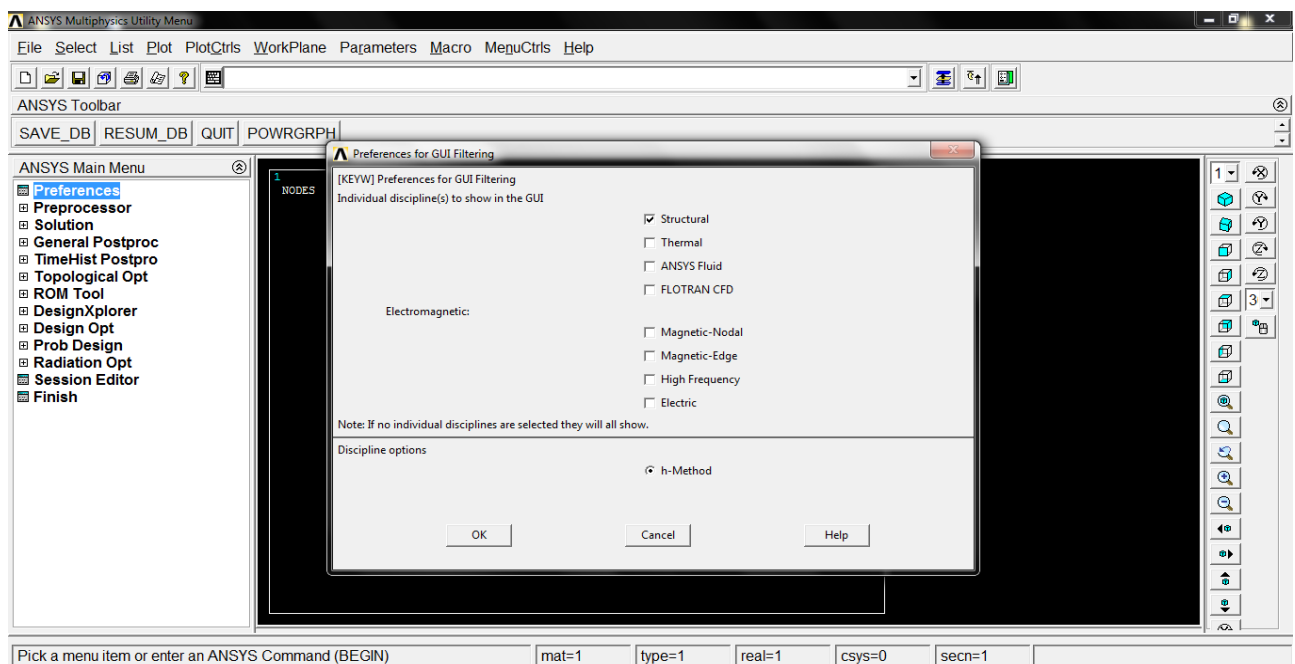 ANSYS Multiphysics Utility Menu
File Select List Plot PlotCtrls WorkPlane Parameters Macro MenuCtrls Help
ANSYS Toolbar
SAVE_DB RESUM_DB QUIT POWRGRPH
ANSYS Main Menu
Preferences
Preprocessor
Solution
General Postproc
TimeHist Postpro
Topological Opt
ROM Tool
DesignXplorer
Design Opt
Prob Design
Radiation Opt
Session Editor
Finish
1
NODES
Preferences for GUI Filtering
[KEYW] Preferences for GUI Filtering
Individual discipline(s) to show in the GUI
Structural
Thermal
ANSYS Fluid
FLOTRAN CFD
Electromagnetic:
Magnetic-Nodal
Magnetic-Edge
High Frequency
Electric
Note: If no individual disciplines are selected they will all show.
Discipline options
h-Method
OK Cancel Help
1
3
Pick a menu item or enter an ANSYS Command (BEGIN) mat=1 type=1 real=1 csys=0 secn=1